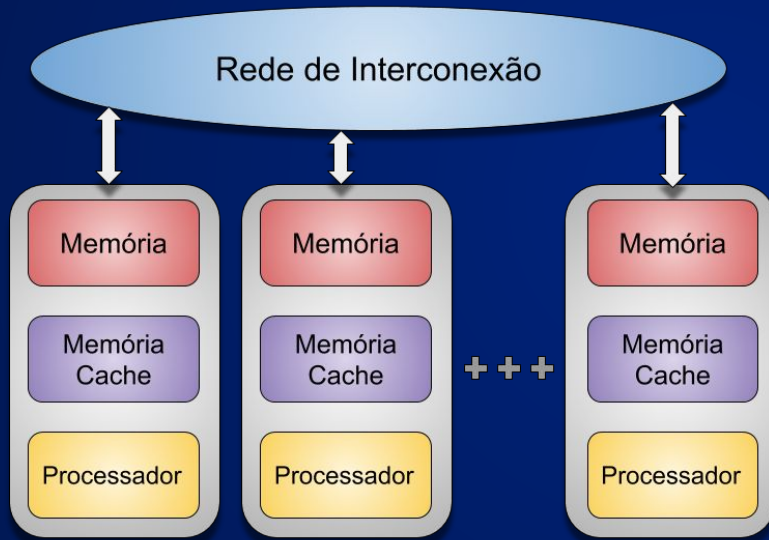 Rede de Interconexão
Memória
Memória
Cache
Processador
Memória
Memória
Cache
Processador
Memória
Memória
Cache
Processador